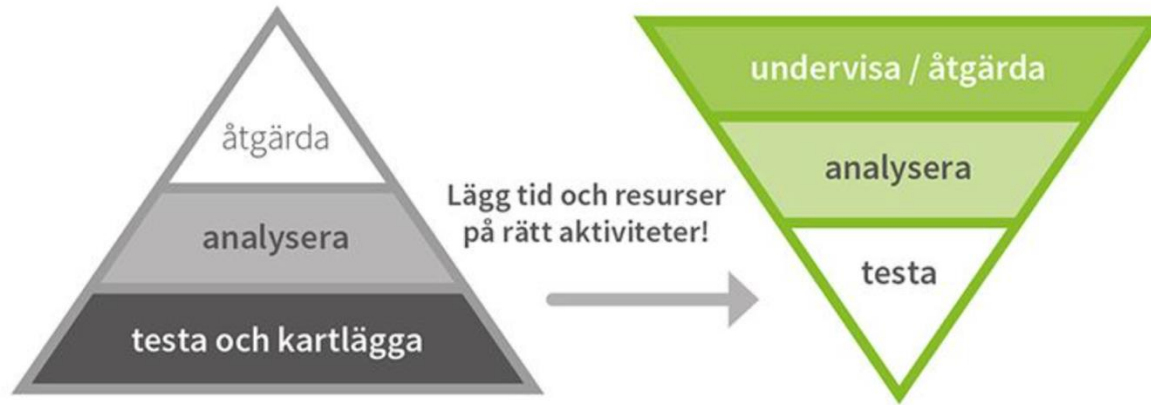 åtgärda
analysera
testa och kartlägga
Lägg tid och resurser
på rätt aktiviteter!
undervisa / åtgärda
analysera
testa